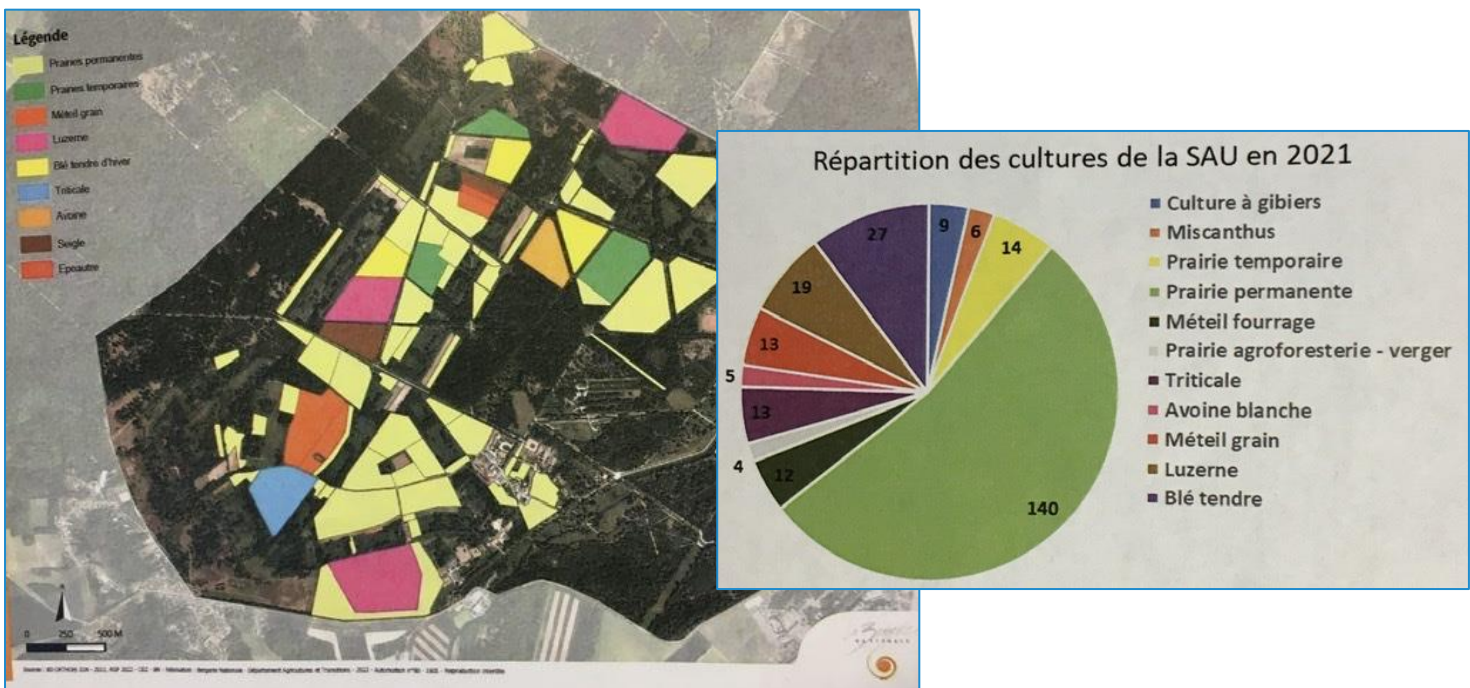 Légende
Prairies permanentes
Prairies temporaires
Méteil grain
Luzerne
Blé tendre d'hiver
Triticale
Avoine
Seigle
Epeautre
0 250 500 M
NATIONALE
Répartition des cultures de la SAU en 2021
Culture à gibiers
Miscanthus
Prairie temporaire
Prairie permanente
Méteil fourrage
Prairie agroforesterie - verger
Triticale
Avoine blanche
Méteil grain
Luzerne
Blé tendre
9
6
14
140
12
4
13
5
13
19
27